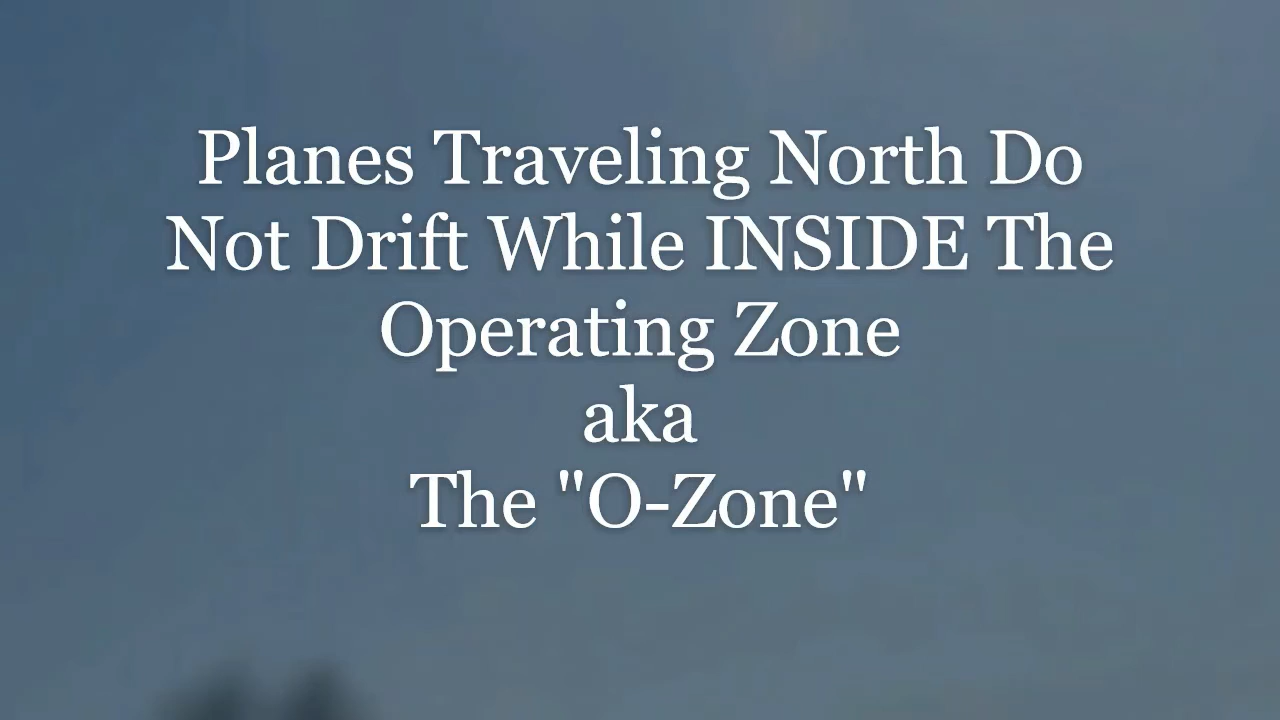 Planes Traveling North Do
Not Drift While INSIDE The
Operating Zone
aka
The "O-Zone"